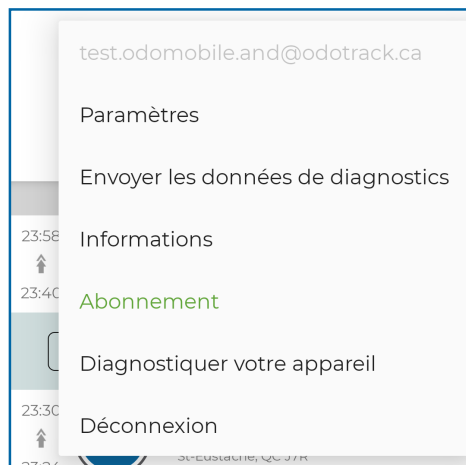 test.odomobile.and@odotrack.ca
Paramètres
Envoyer les données de diagnostics
23:58
Informations
23:40
Abonnement
Diagnostiquer votre appareil
23:30
Déconnexion
St-Eustache, QC J7R